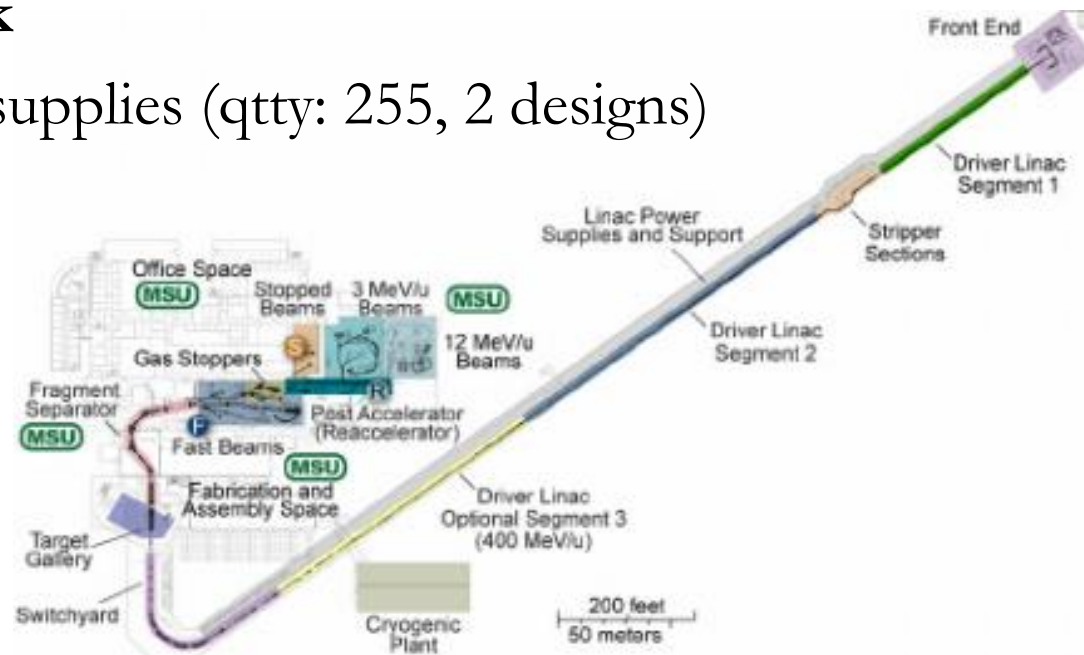 supplies (qtty: 255, 2 designs)
Front End
Driver Linac
Segment 1
Stripper
Sections
Linac Power
Supplies and Support
Driver Linac
Segment 2
Office Space
MSU
Stopped
Beams
3 MeV/u
Beams
MSU
12 MeV/u
Beams
Gas Stoppers
S
R
Fragment
Separator
MSU
F
Fast Beams
Post Accelerator
(Reaccelerator)
MSU
Fabrication and
Assembly Space
Driver Linac
Optional Segment 3
(400 MeV/u)
Target
Gallery
Switchyard
Cryogenic
Plant
200 feet
50 meters